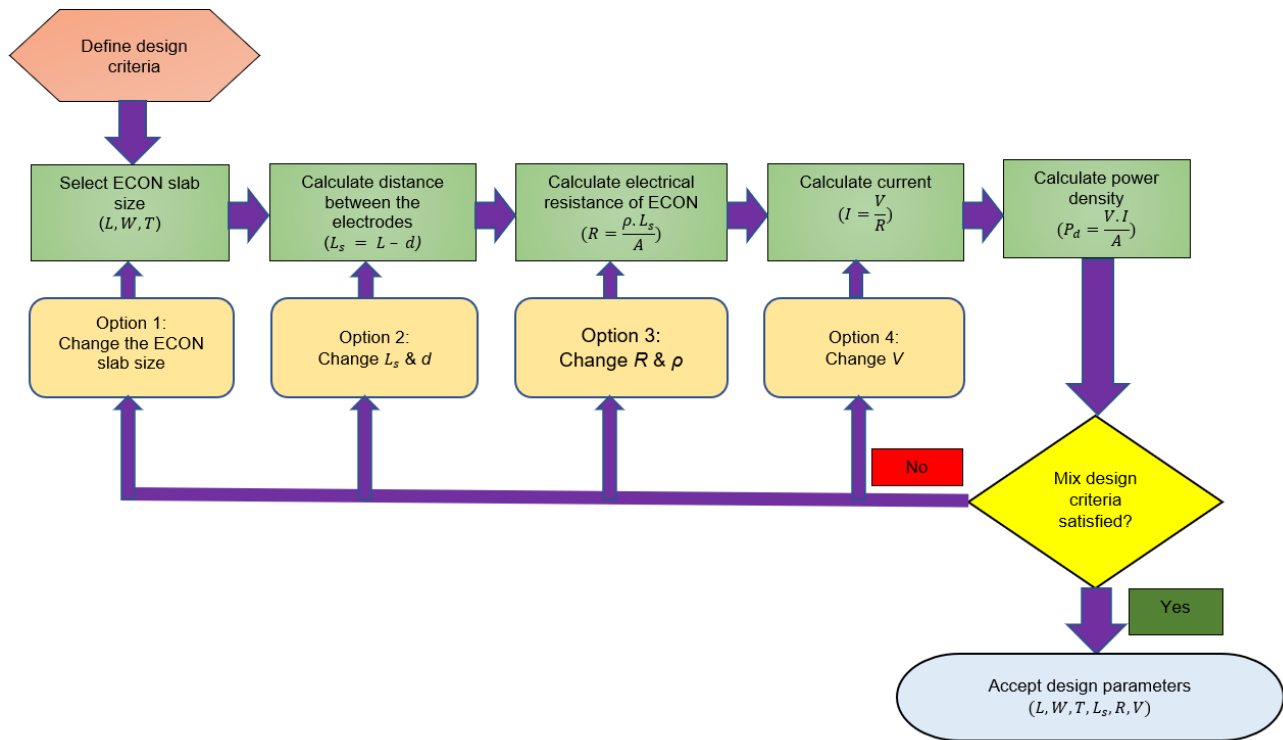 Define design
criteria
Select ECON slab
size
(L, W, T)
Calculate distance
between the
electrodes
(L_s = L − d)
Calculate electrical
resistance of ECON
(R = ρ. L_s / A)
Calculate current
(I = V / R)
Calculate power
density
(P_d = V. I / A)
Option 1:
Change the ECON
slab size
Option 2:
Change L_s & d
Option 3:
Change R & ρ
Option 4:
Change V
No
Mix design
criteria
satisfied?
Yes
Accept design parameters
(L, W, T, L_s, R, V)